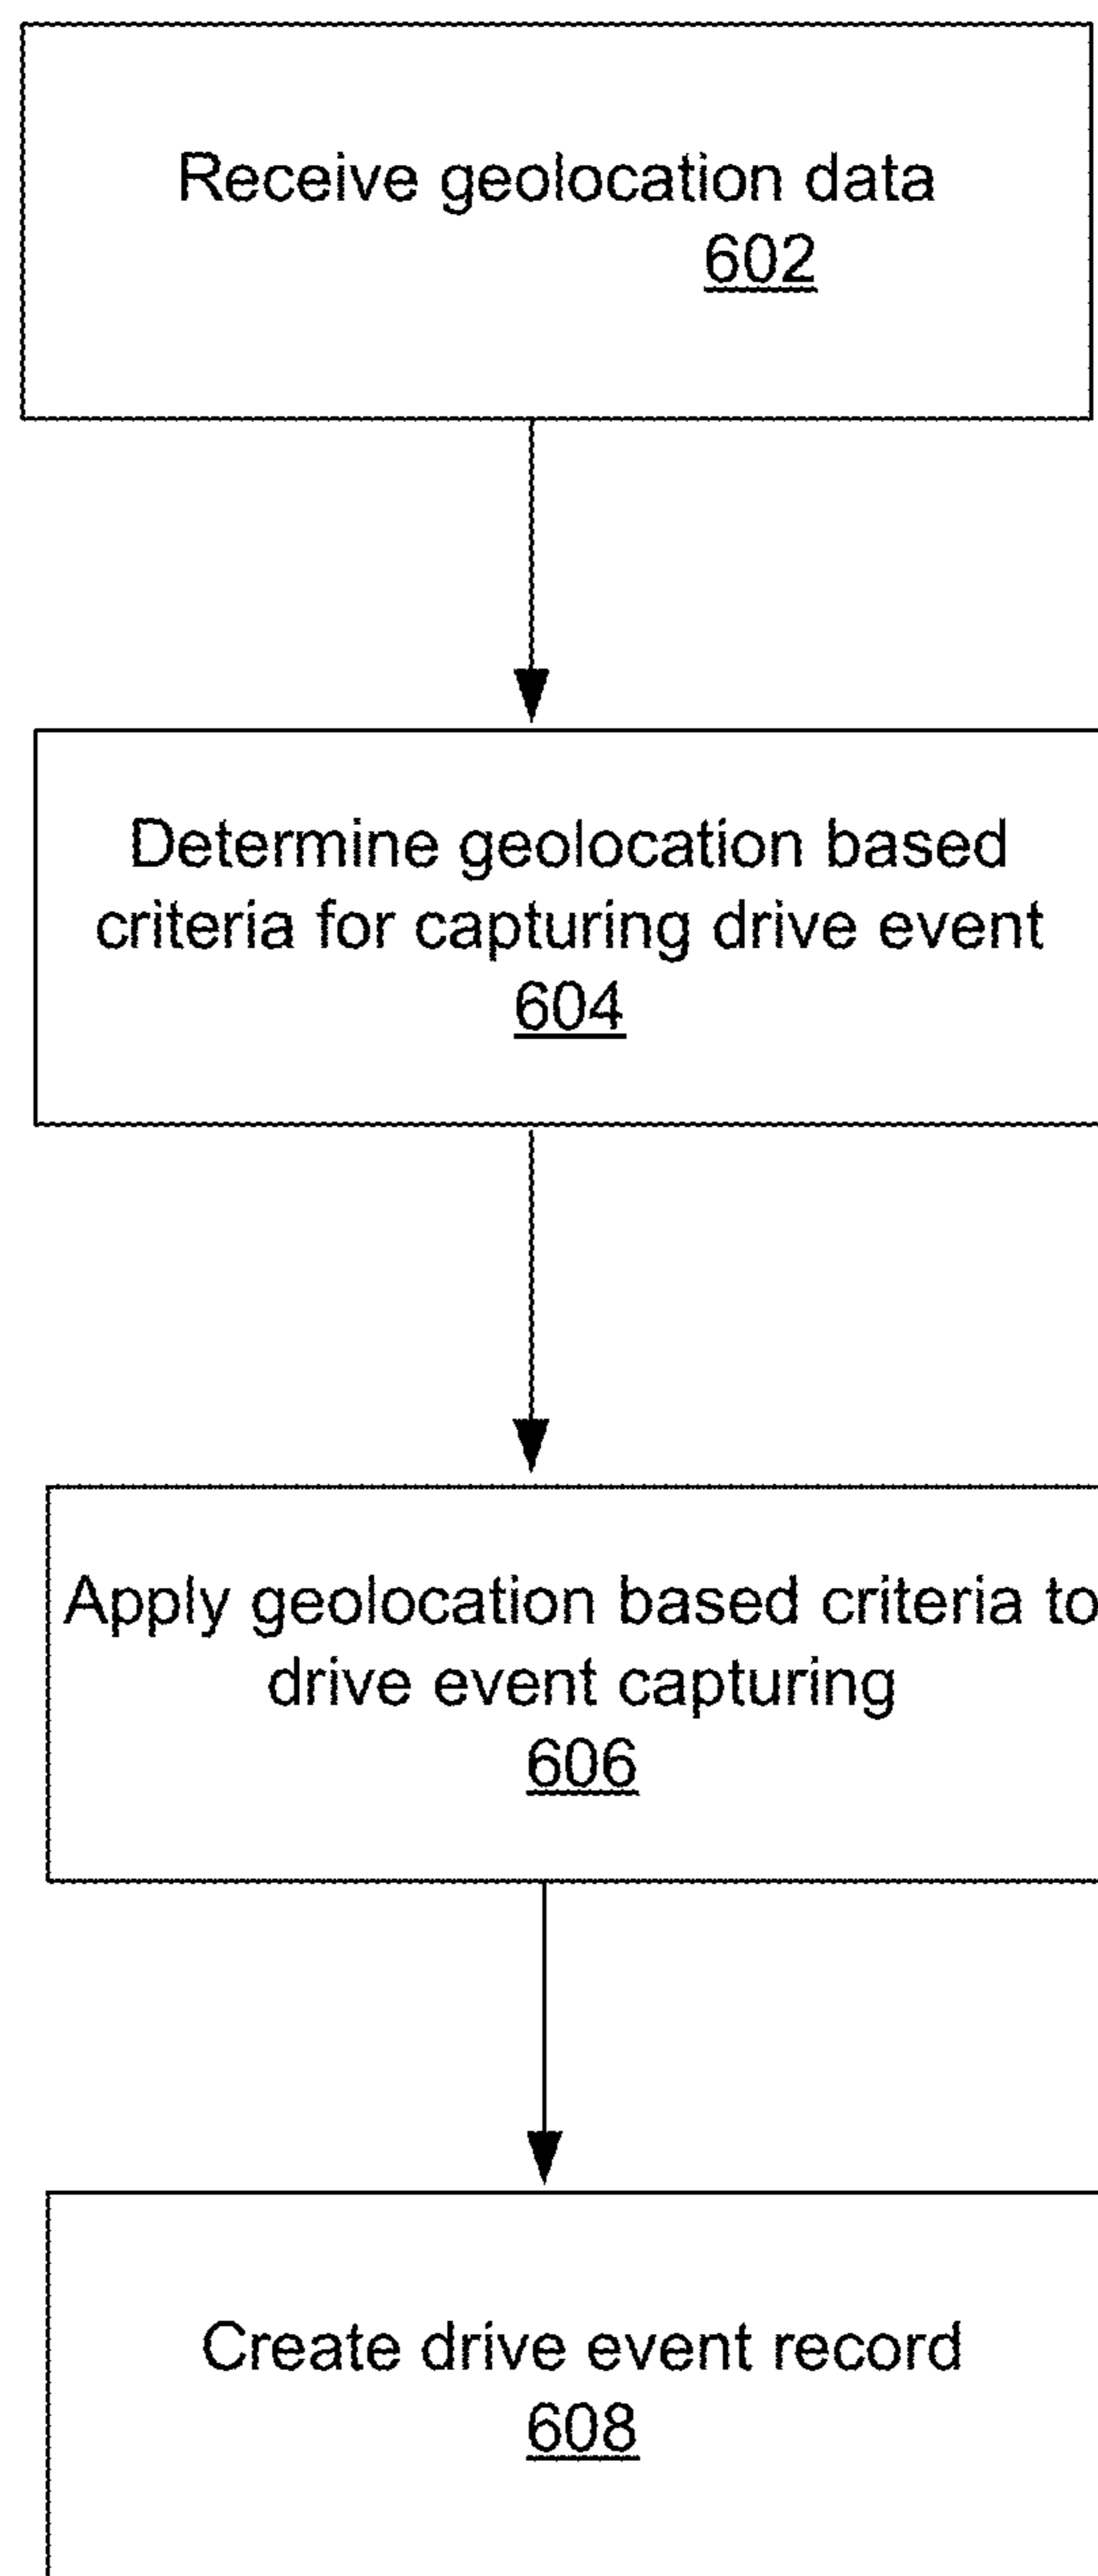 Receive geolocation data
602
Determine geolocation based
criteria for capturing drive event
604
Apply geolocation based criteria to
drive event capturing
606
Create drive event record
608